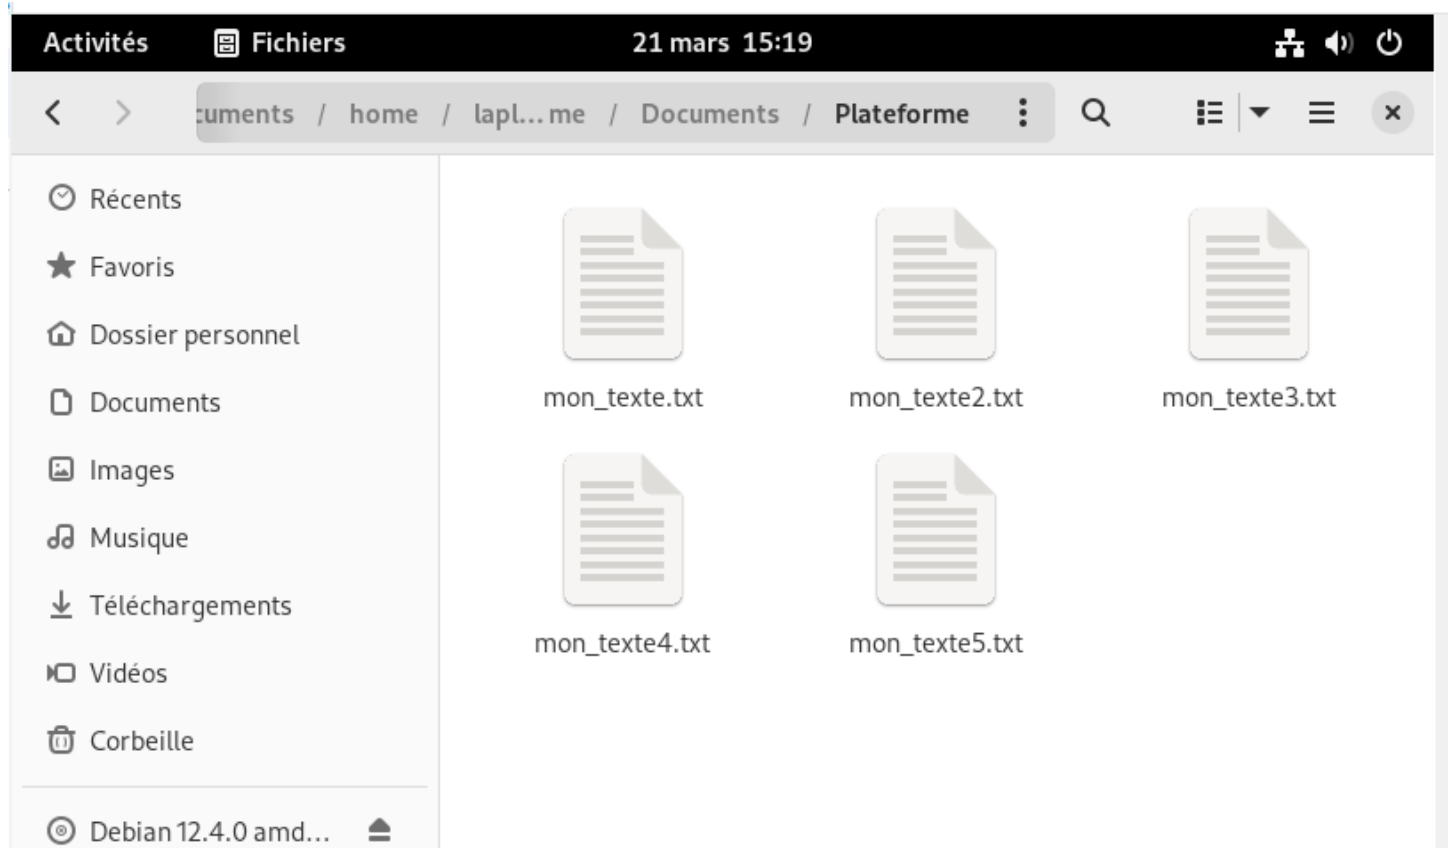 Activités Fichiers 21 mars 15:19
cuments / home / lapl...me / Documents / Plateforme
Récents
Favoris
Dossier personnel
Documents
Images
Musique
Téléchargements
Vidéos
Corbeille
Debian 12.4.0 amd...
mon_texte.txt mon_texte2.txt mon_texte3.txt
mon_texte4.txt mon_texte5.txt